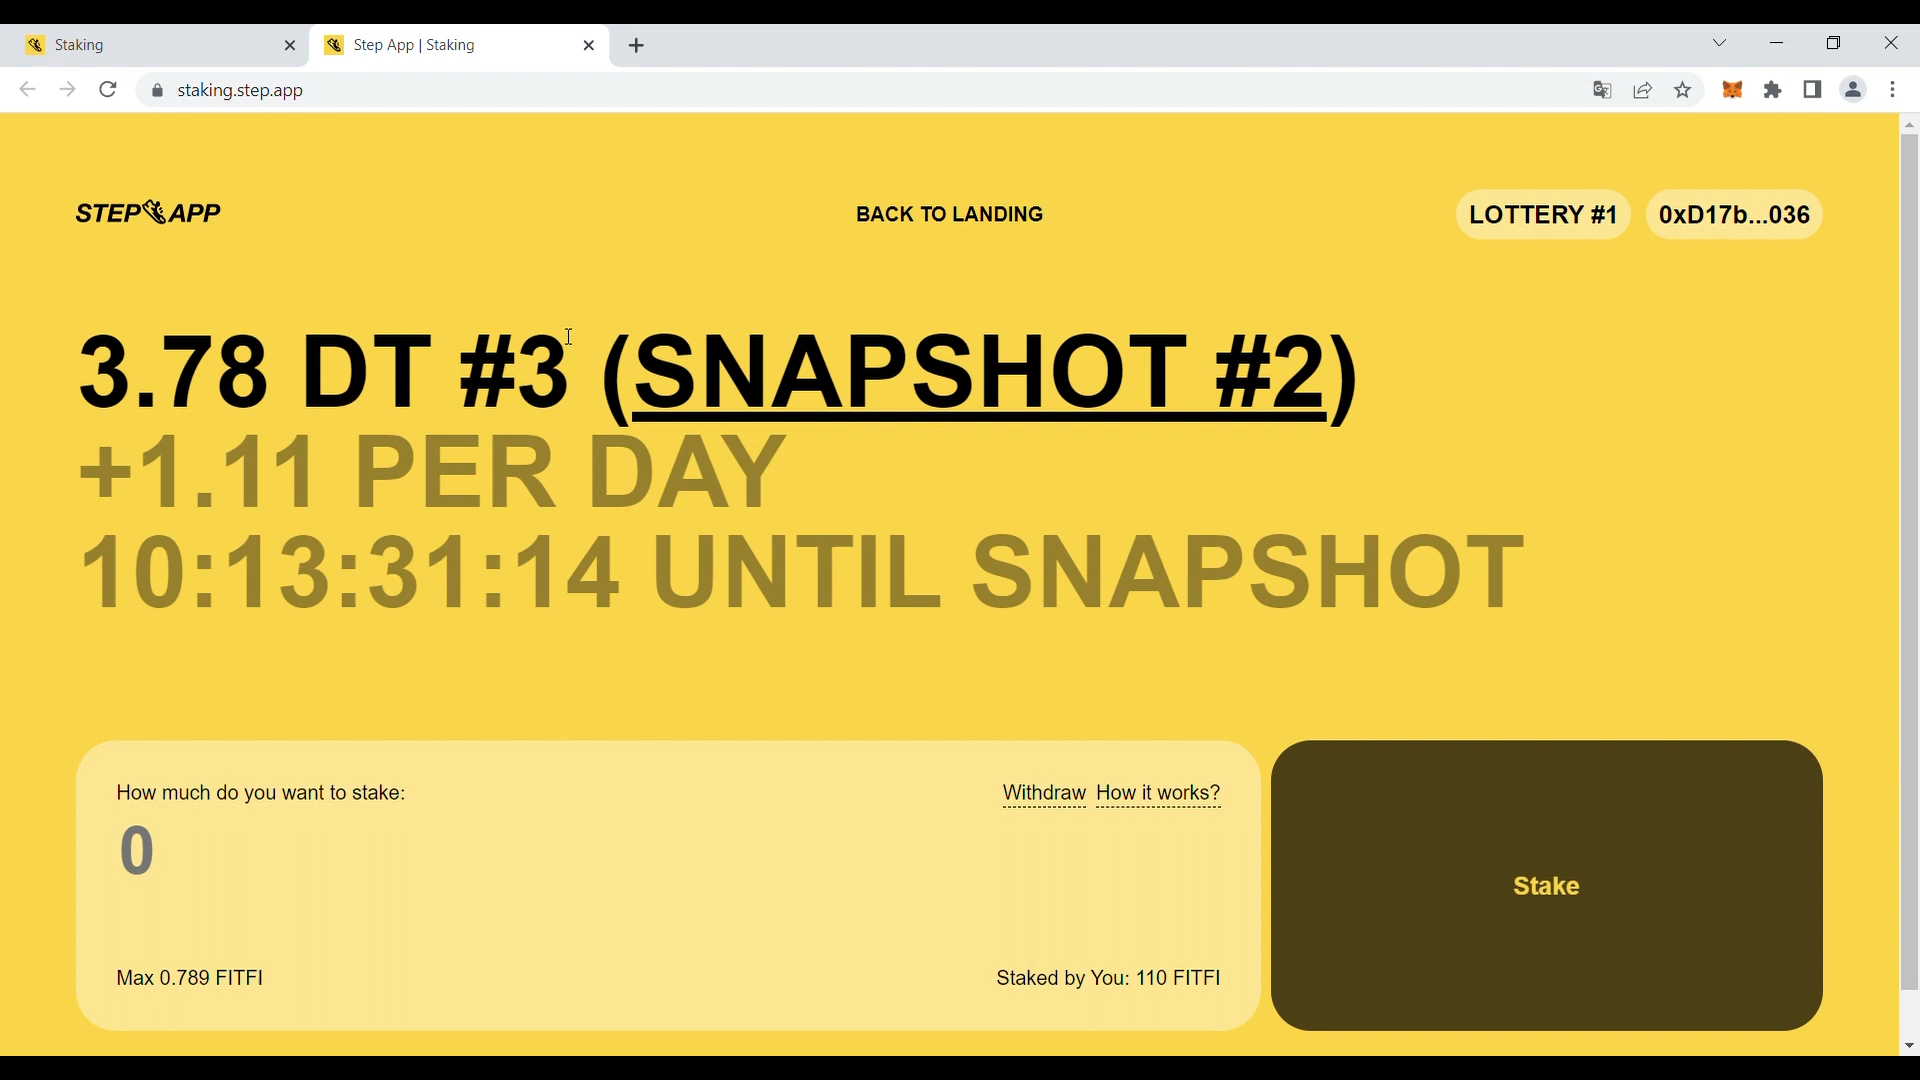 Staking
Step App | Staking
staking.step.app
STEP APP
BACK TO LANDING
LOTTERY #1
0xD17b...036
3.78 DT #3 (SNAPSHOT #2)
+1.11 PER DAY
10:13:31:14 UNTIL SNAPSHOT
How much do you want to stake:
Withdraw How it works?
0
Stake
Max 0.789 FITFI
Staked by You: 110 FITFI